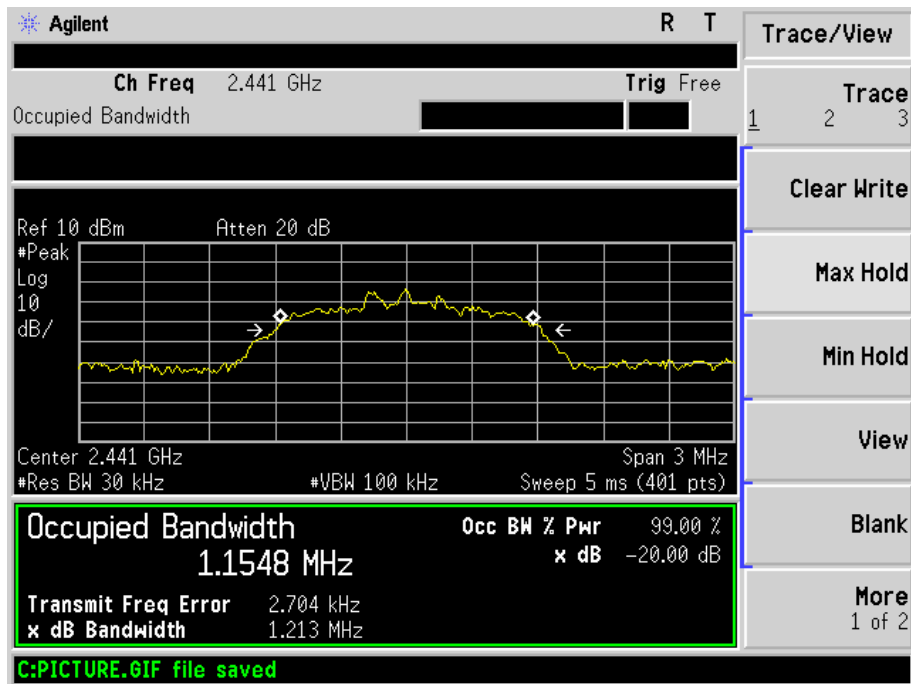 Agilent
R T
Ch Freq 2.441 GHz Trig Free
Occupied Bandwidth
Ref 10 dBm Atten 20 dB
#Peak
Log
10
dB/
Center 2.441 GHz Span 3 MHz
#Res BW 30 kHz #VBW 100 kHz Sweep 5 ms (401 pts)
Occupied Bandwidth
1.1548 MHz
Occ BW % Pwr 99.00 %
x dB -20.00 dB
Transmit Freq Error 2.704 kHz
x dB Bandwidth 1.213 MHz
C:PICTURE.GIF file saved
Trace/View
Trace
1 2 3
Clear Write
Max Hold
Min Hold
View
Blank
More
1 of 2